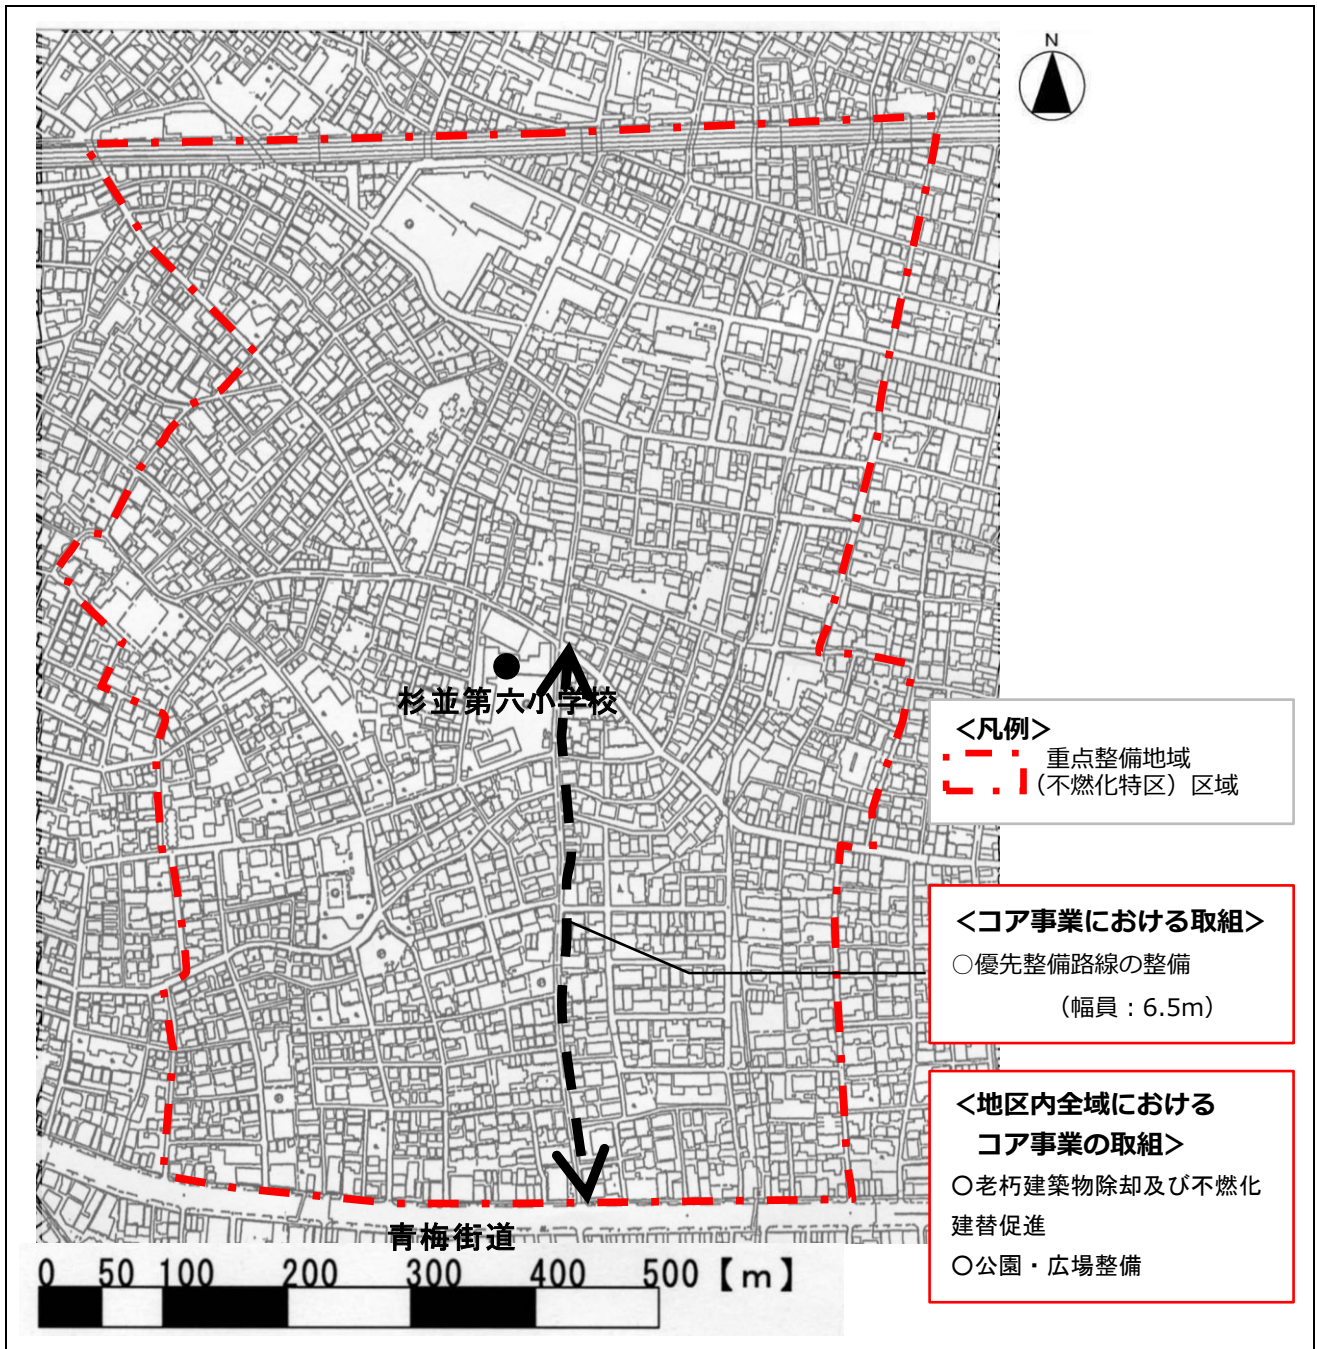 N
杉並第六小学校
<凡例>
重点整備地域
（不燃化特区）区域
<コア事業における取組>
○優先整備路線の整備
（幅員：6.5m）
<地区内全域における
コア事業の取組>
○老朽建築物除却及び不燃化
建替促進
○公園・広場整備
青梅街道
0 50 100 200 300 400 500【m】